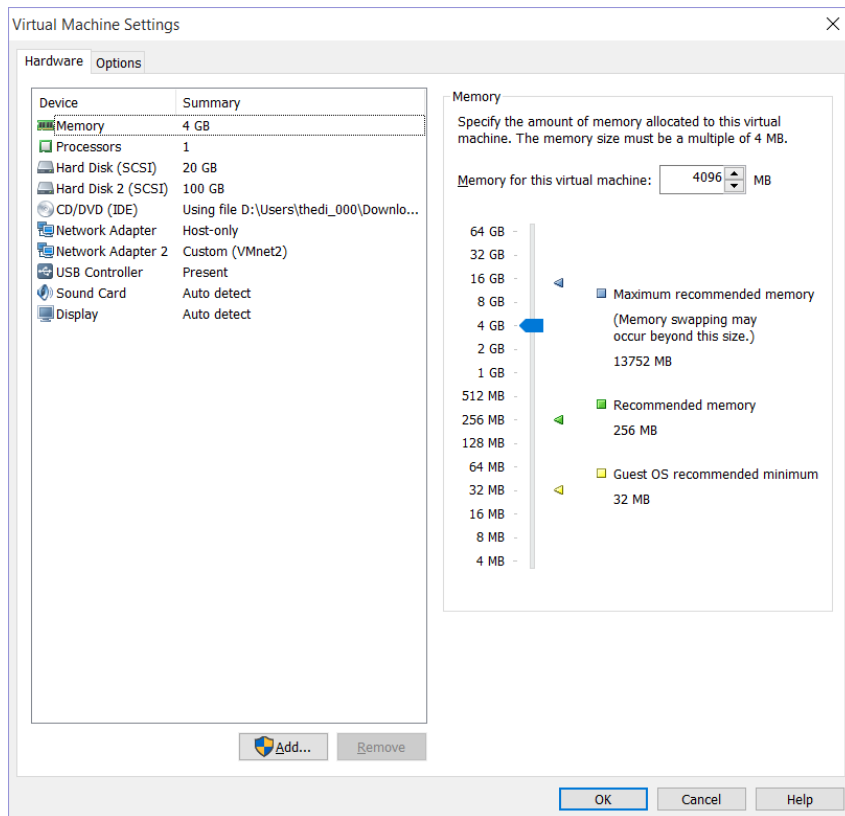 Virtual Machine Settings
Hardware Options
Device Summary
Memory 4 GB
Processors 1
Hard Disk (SCSI) 20 GB
Hard Disk 2 (SCSI) 100 GB
CD/DVD (IDE) Using file D:\Users\thedi_000\Downlo...
Network Adapter Host-only
Network Adapter 2 Custom (VMnet2)
USB Controller Present
Sound Card Auto detect
Display Auto detect
Add... Remove
Memory
Specify the amount of memory allocated to this virtual
machine. The memory size must be a multiple of 4 MB.
Memory for this virtual machine: 4096 MB
64 GB
32 GB
16 GB
8 GB
4 GB
2 GB
1 GB
512 MB
256 MB
128 MB
64 MB
32 MB
16 MB
8 MB
4 MB
Maximum recommended memory
(Memory swapping may
occur beyond this size.)
13752 MB
Recommended memory
256 MB
Guest OS recommended minimum
32 MB
OK Cancel Help